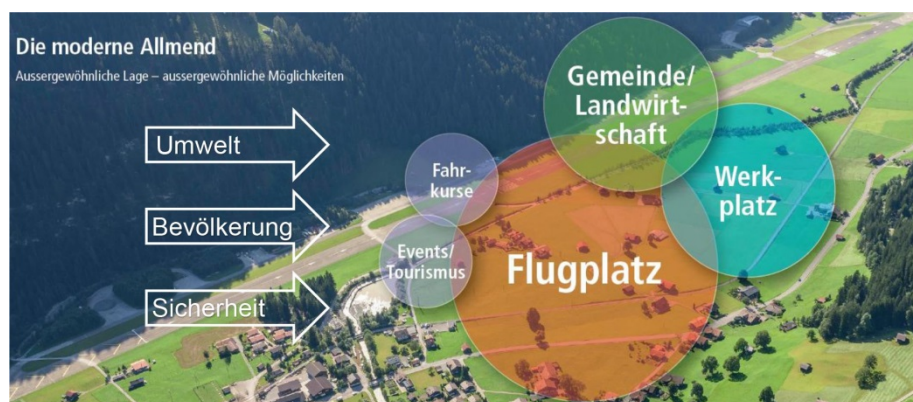 Die moderne Allmend
Aussergewöhnliche Lage – aussergewöhnliche Möglichkeiten
Umwelt
Bevölkerung
Sicherheit
Fahr-
kurse
Events/
Tourismus
Gemeinde/
Landwirt-
schaft
Werk-
platz
Flugplatz